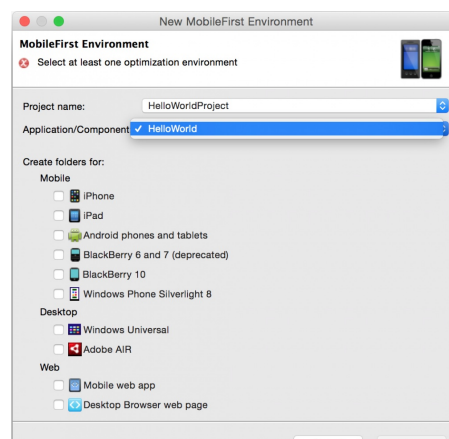 New MobileFirst Environment
MobileFirst Environment
Select at least one optimization environment
Project name: HelloWorldProject
Application/Component ✓ HelloWorld
Create folders for:
Mobile
iPhone
iPad
Android phones and tablets
BlackBerry 6 and 7 (deprecated)
BlackBerry 10
Windows Phone Silverlight 8
Desktop
Windows Universal
Adobe AIR
Web
Mobile web app
Desktop Browser web page